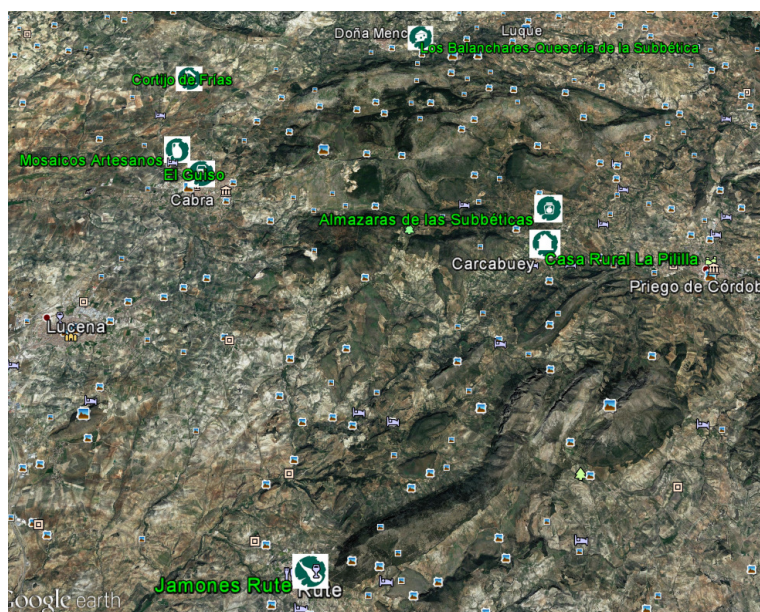 Doña Menc
Luque
Los Balanchares-Quesería de la Subbética
Cortijo de Frías
Mosaicos Artesanos
El Guiso
Cabra
Almazaras de las Subbéticas
Carcabuey
Casa Rural La Pililla
Priego de Córdob
Lucena
Jamones Rute
Rute
Google earth